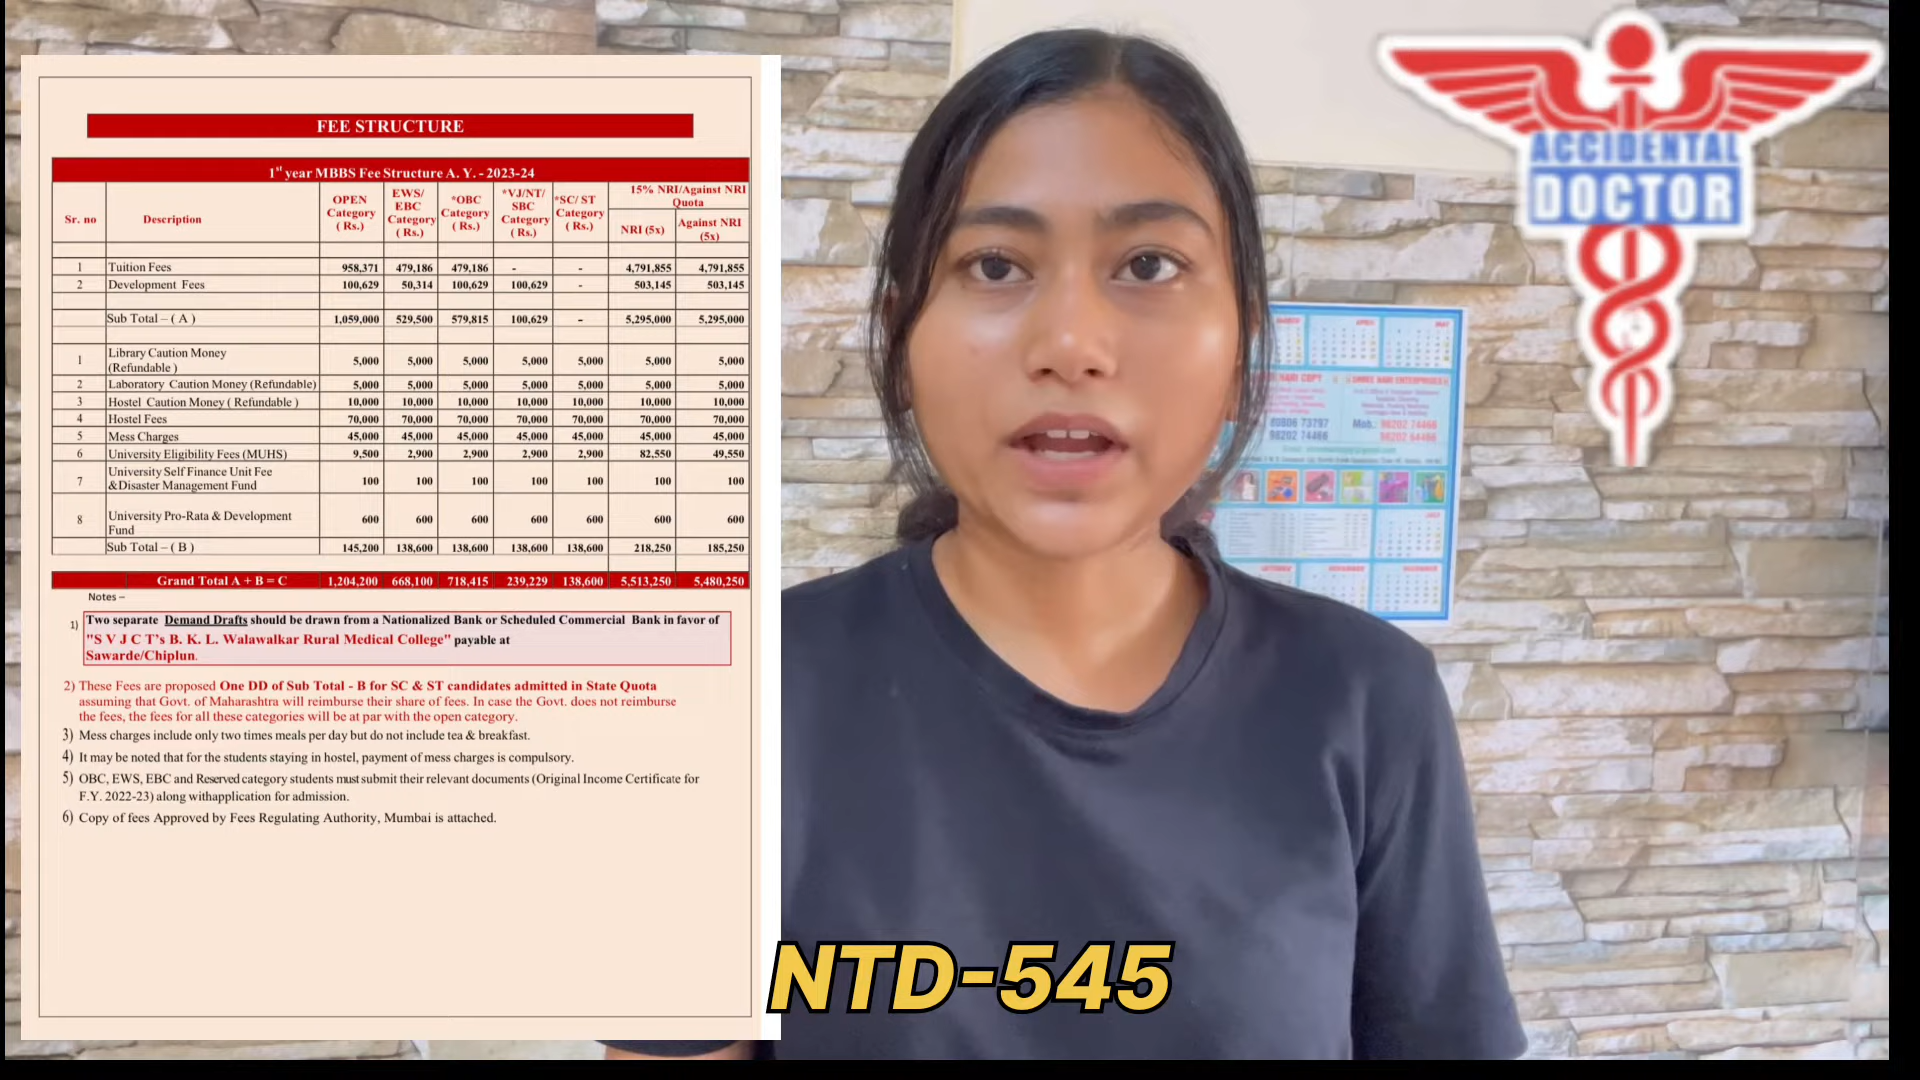 FEE STRUCTURE
1st year MBBS Fee Structure A. Y. - 2023-24
Sr. no Description OPEN Category ( Rs.) EWS/ EBC Category ( Rs.) *OBC Category ( Rs.) *VJ/NT/ SBC Category ( Rs.) *SC/ ST Category ( Rs.) 15% NRI/Against NRI Quota
NRI (5x) Against NRI (5x)
1 Tuition Fees 958,371 479,186 479,186 - - 4,791,855 4,791,855
2 Development Fees 100,629 50,314 100,629 100,629 - 503,145 503,145
Sub Total – ( A ) 1,059,000 529,500 579,815 100,629 – 5,295,000 5,295,000
1 Library Caution Money (Refundable ) 5,000 5,000 5,000 5,000 5,000 5,000 5,000
2 Laboratory Caution Money (Refundable) 5,000 5,000 5,000 5,000 5,000 5,000 5,000
3 Hostel Caution Money ( Refundable ) 10,000 10,000 10,000 10,000 10,000 10,000 10,000
4 Hostel Fees 70,000 70,000 70,000 70,000 70,000 70,000 70,000
5 Mess Charges 45,000 45,000 45,000 45,000 45,000 45,000 45,000
6 University Eligibility Fees (MUHS) 9,500 2,900 2,900 2,900 2,900 82,550 49,550
7 University Self Finance Unit Fee &Disaster Management Fund 100 100 100 100 100 100 100
8 University Pro-Rata & Development Fund 600 600 600 600 600 600 600
Sub Total – ( B ) 145,200 138,600 138,600 138,600 138,600 218,250 185,250
Grand Total A + B = C 1,204,200 668,100 718,415 239,229 138,600 5,513,250 5,480,250
Notes –
1) Two separate Demand Drafts should be drawn from a Nationalized Bank or Scheduled Commercial Bank in favor of
"S V J C T's B. K. L. Walawalkar Rural Medical College" payable at
Sawarde/Chiplun.
2) These Fees are proposed One DD of Sub Total - B for SC & ST candidates admitted in State Quota
assuming that Govt. of Maharashtra will reimburse their share of fees. In case the Govt. does not reimburse
the fees, the fees for all these categories will be at par with the open category.
3) Mess charges include only two times meals per day but do not include tea & breakfast.
4) It may be noted that for the students staying in hostel, payment of mess charges is compulsory.
5) OBC, EWS, EBC and Reserved category students must submit their relevant documents (Original Income Certificate for
F.Y. 2022-23) along withapplication for admission.
6) Copy of fees Approved by Fees Regulating Authority, Mumbai is attached.
ACCIDENTAL
DOCTOR
Mob.:
98202 74466
NTD-545